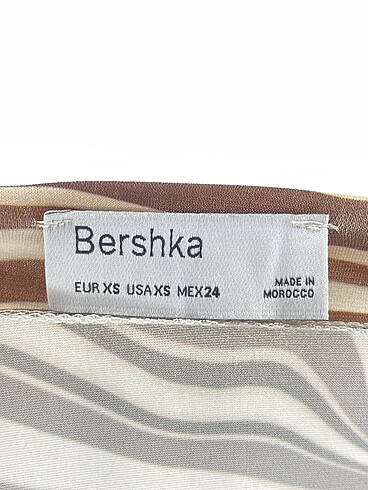 Bershka
EUR XS USA XS MEX 24
MADE IN
MOROCCO